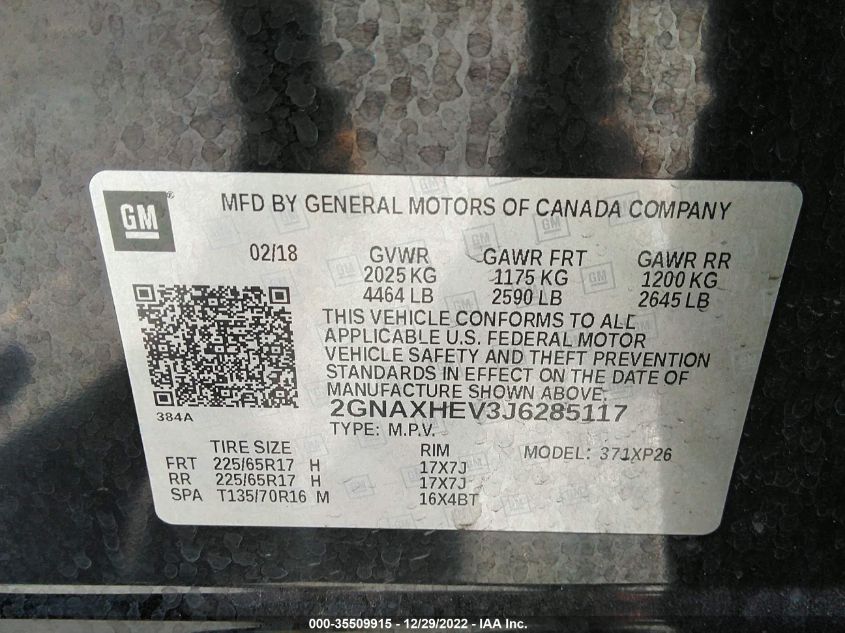 GM
MFD BY GENERAL MOTORS OF CANADA COMPANY
02/18 GVWR GAWR FRT GAWR RR
2025 KG 1175 KG 1200 KG
4464 LB 2590 LB 2645 LB
THIS VEHICLE CONFORMS TO ALL
APPLICABLE U.S. FEDERAL MOTOR
VEHICLE SAFETY AND THEFT PREVENTION
STANDARDS IN EFFECT ON THE DATE OF
MANUFACTURE SHOWN ABOVE.
384A 2GNAXHEV3J6285117
TYPE: M.P.V.
TIRE SIZE RIM MODEL: 371XP26
FRT 225/65R17 H 17X7J
RR 225/65R17 H 17X7J
SPA T135/70R16 M 16X4BT
000-35509915 - 12/29/2022 - IAA Inc.